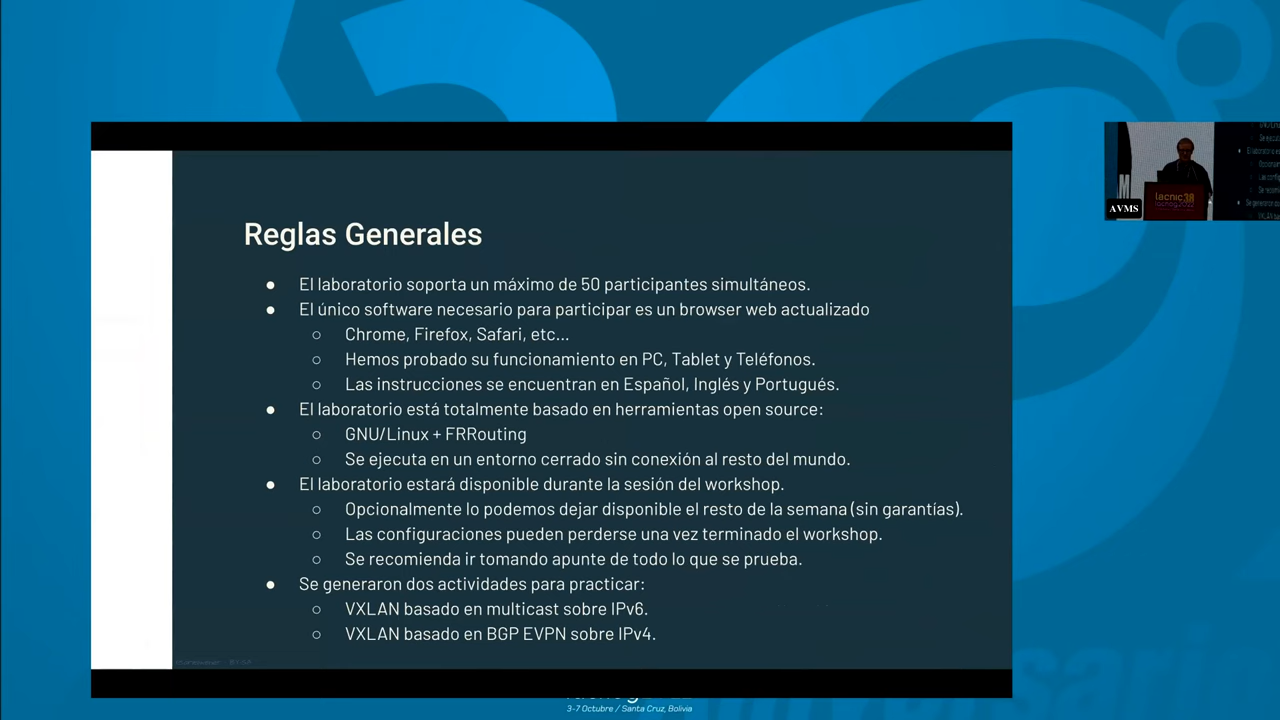 Reglas Generales
● El laboratorio soporta un máximo de 50 participantes simultáneos.
● El único software necesario para participar es un browser web actualizado
○ Chrome, Firefox, Safari, etc...
○ Hemos probado su funcionamiento en PC, Tablet y Teléfonos.
○ Las instrucciones se encuentran en Español, Inglés y Portugués.
● El laboratorio está totalmente basado en herramientas open source:
○ GNU/Linux + FRRouting
○ Se ejecuta en un entorno cerrado sin conexión al resto del mundo.
● El laboratorio estará disponible durante la sesión del workshop.
○ Opcionalmente lo podemos dejar disponible el resto de la semana (sin garantías).
○ Las configuraciones pueden perderse una vez terminado el workshop.
○ Se recomienda ir tomando apunte de todo lo que se prueba.
● Se generaron dos actividades para practicar:
○ VXLAN basado en multicast sobre IPv6.
○ VXLAN basado en BGP EVPN sobre IPv4.
lacnic38
AVMS
3-7 Octubre / Santa Cruz, Bolivia